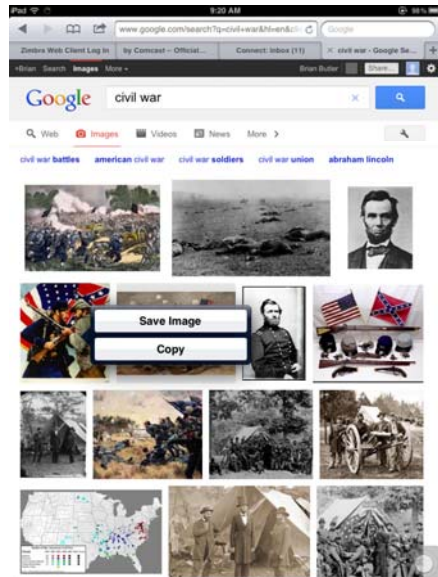 iPad 9:20 AM 98%
www.google.com/search?q=civil+war&hl=en&cli Google
Zimbra Web Client Log In by Comcast – Official... Connect: Inbox (11) × civil war - Google Se...
+Brian Search Images More Brian Butler Share...
Google civil war ×
Web Images Videos News More
civil war battles american civil war civil war soldiers civil war union abraham lincoln
Save Image
Copy